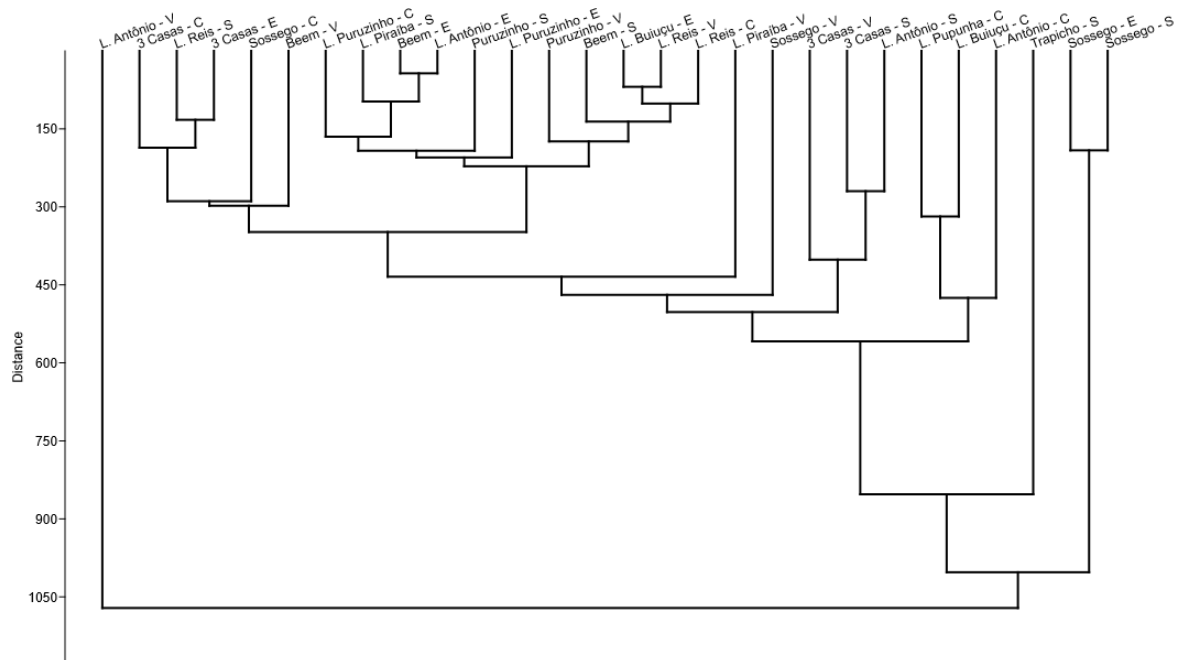 L. Antônio - V
3 Casas - C
L. Reis - S
3 Casas - E
Sossego - C
Beem - V
L. Puruzinho - C
L. Piraíba - S
Beem - E
L. Antônio - E
Puruzinho - S
L. Puruzinho - E
Puruzinho - V
Beem - S
L. Buiuçu - E
L. Reis - V
L. Reis - C
L. Piraíba - V
Sossego - V
3 Casas - V
3 Casas - S
L. Antônio - S
L. Pupunha - C
L. Buiuçu - C
L. Antônio - C
Trapicho - S
Sossego - E
Sossego - S
150
300
450
600
750
900
1050
Distance